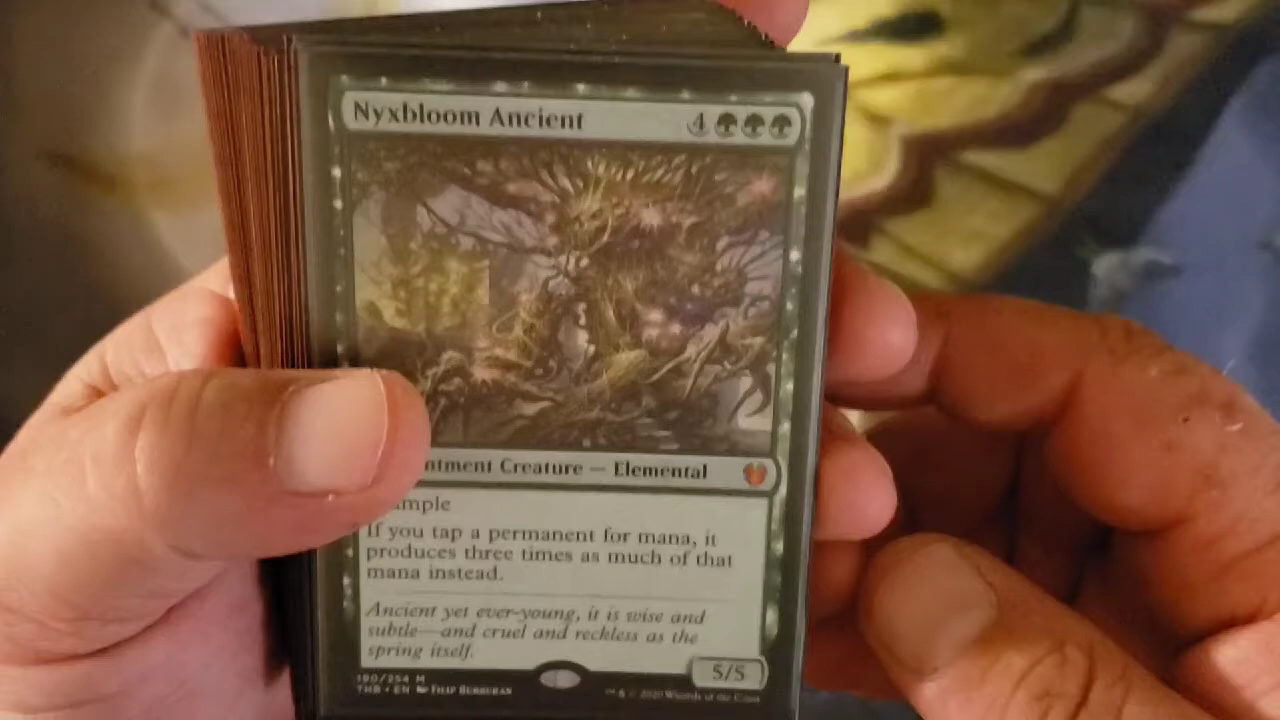 Nyxbloom Ancient 4
ntment Creature — Elemental
ample
If you tap a permanent for mana, it
produces three times as much of that
mana instead.
Ancient yet ever-young, it is wise and
subtle—and cruel and reckless as the
spring itself.
5/5
190/254 M
THB • EN Filip Burburan
™ & © 2020 Wizards of the Coast